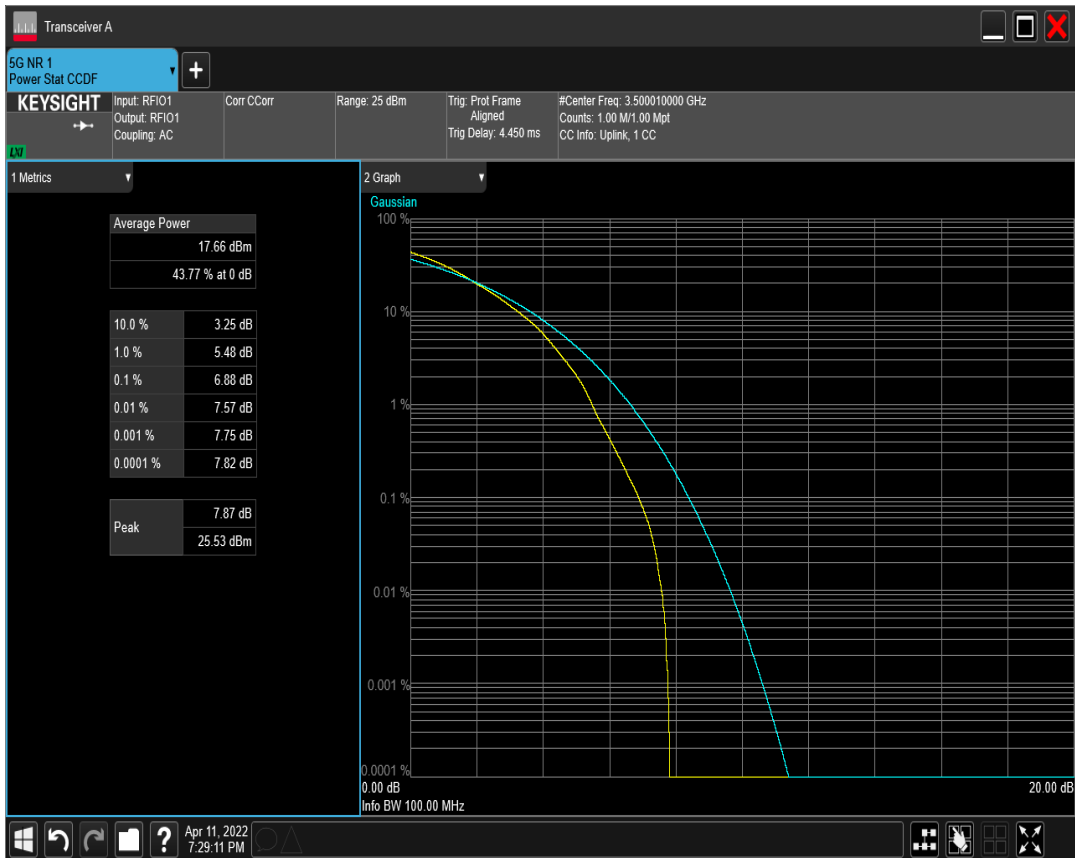 Transceiver A
5G NR 1
Power Stat CCDF
KEYSIGHT
LXI
Input: RFIO1
Output: RFIO1
Coupling: AC
Corr CCorr
Range: 25 dBm
Trig: Prot Frame
Aligned
Trig Delay: 4.450 ms
#Center Freq: 3.500010000 GHz
Counts: 1.00 M/1.00 Mpt
CC Info: Uplink, 1 CC
1 Metrics
Average Power
17.66 dBm
43.77 % at 0 dB
10.0 % 3.25 dB
1.0 % 5.48 dB
0.1 % 6.88 dB
0.01 % 7.57 dB
0.001 % 7.75 dB
0.0001 % 7.82 dB
Peak
7.87 dB
25.53 dBm
2 Graph
Gaussian
100 %
10 %
1 %
0.1 %
0.01 %
0.001 %
0.0001 %
0.00 dB 20.00 dB
Info BW 100.00 MHz
Apr 11, 2022
7:29:11 PM